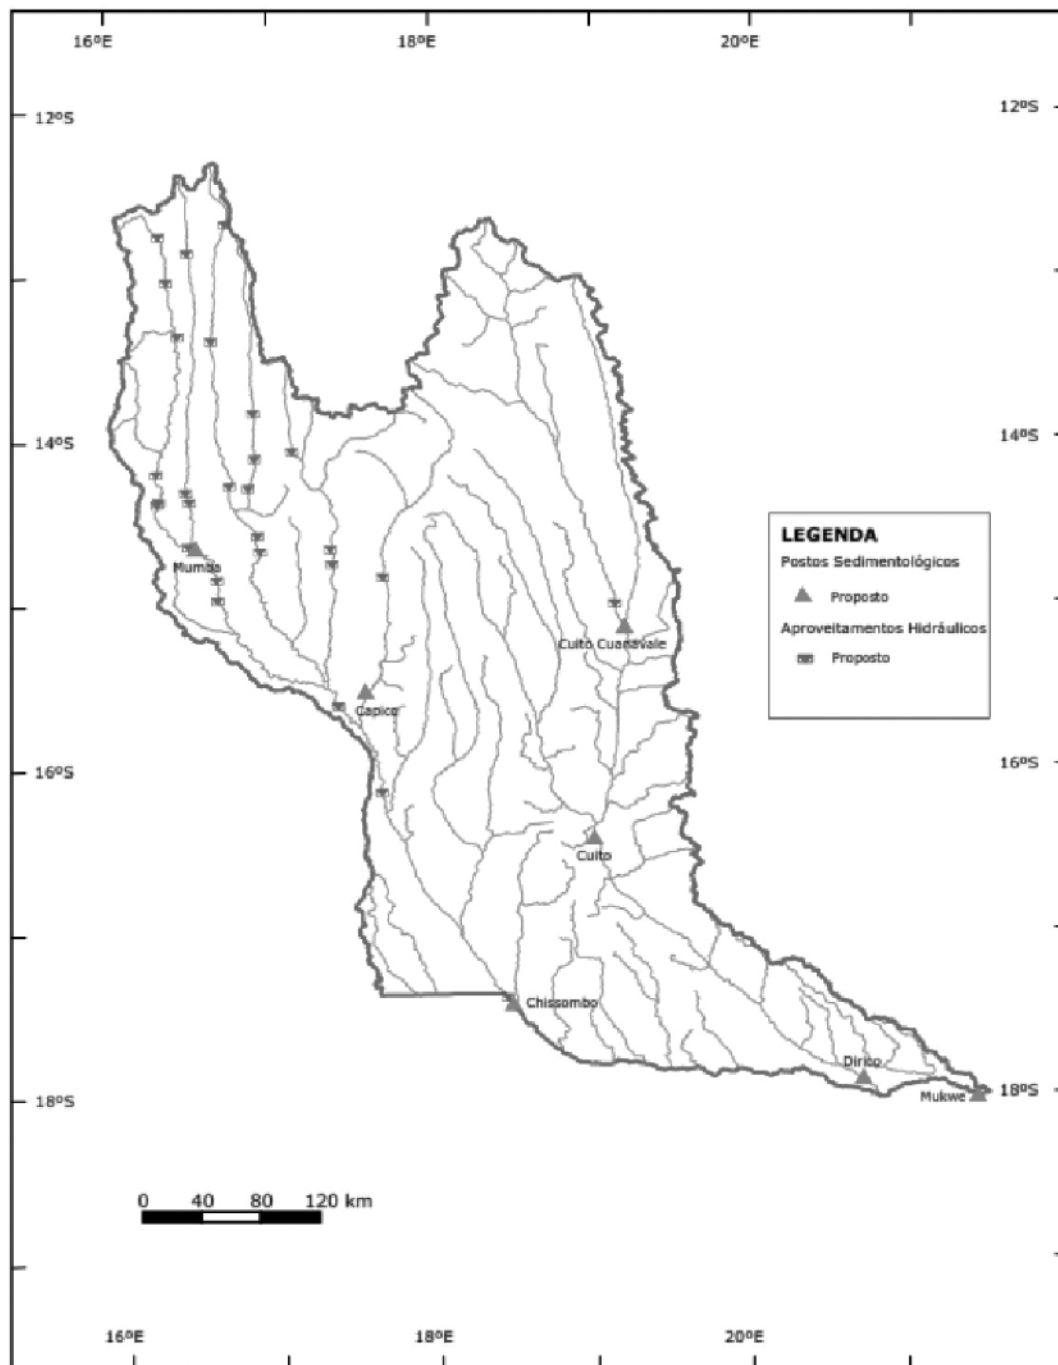 16ºE 18ºE 20ºE
12ºS 12ºS
14ºS 14ºS
LEGENDA
Postos Sedimentológicos
Proposto
Mumba
Aproveitamentos Hidráulicos
Cuito Cuanavale
Proposto
Capico
16ºS 16ºS
Cuito
Chissombo
Dirico
18ºS Mukwe 18ºS
0 40 80 120 km
16ºE 18ºE 20ºE